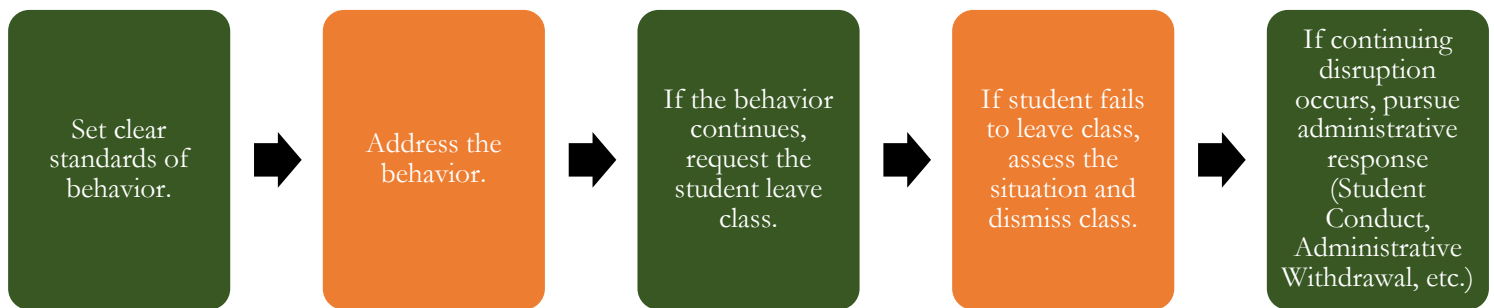 Set clear
standards of
behavior.
Address the
behavior.
If the behavior
continues,
request the
student leave
class.
If student fails
to leave class,
assess the
situation and
dismiss class.
If continuing
disruption
occurs, pursue
administrative
response
(Student
Conduct,
Administrative
Withdrawal, etc.)